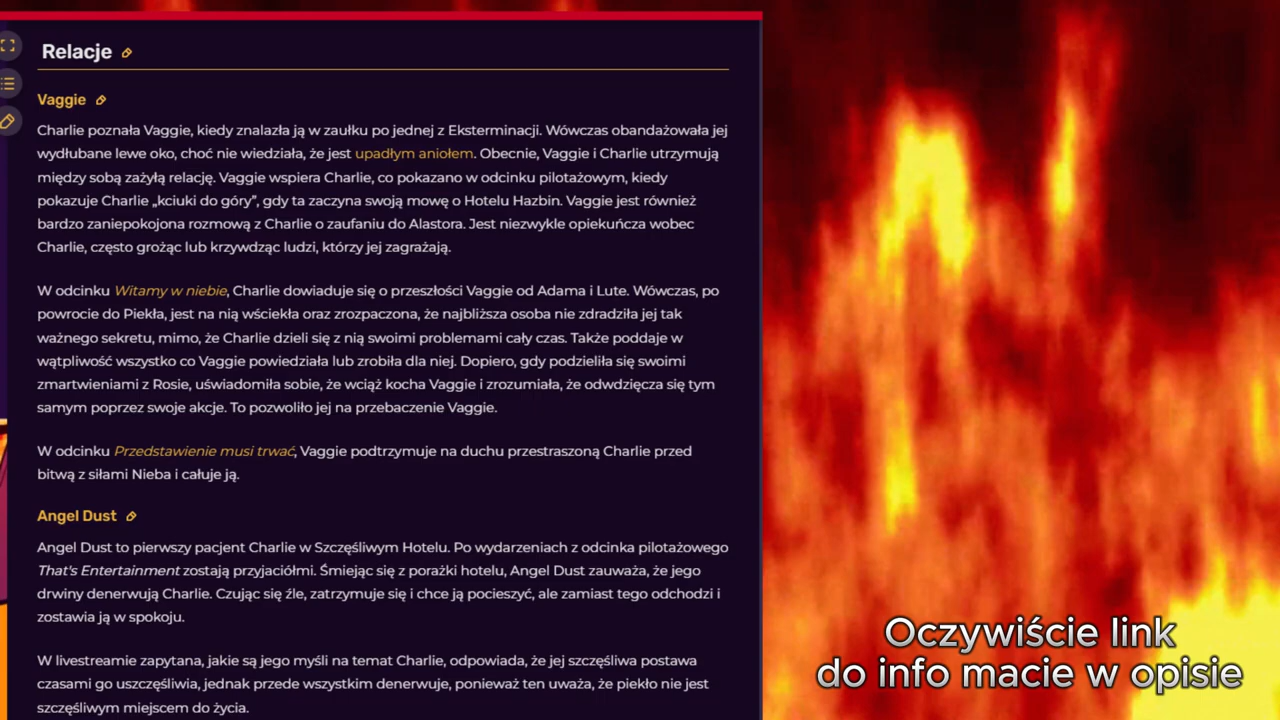 Relacje
Vaggie
Charlie poznała Vaggie, kiedy znalazła ją w zaułku po jednej z Eksterminacji. Wówczas obandażowała jej
wydłubane lewe oko, choć nie wiedziała, że jest upadłym aniołem. Obecnie, Vaggie i Charlie utrzymują
między sobą zażyłą relację. Vaggie wspiera Charlie, co pokazano w odcinku pilotażowym, kiedy
pokazuje Charlie „kciuki do góry”, gdy ta zaczyna swoją mowę o Hotelu Hazbin. Vaggie jest również
bardzo zaniepokojona rozmową z Charlie o zaufaniu do Alastora. Jest niezwykle opiekuńcza wobec
Charlie, często grożąc lub krzywdząc ludzi, którzy jej zagrażają.
W odcinku Witamy w niebie, Charlie dowiaduje się o przeszłości Vaggie od Adama i Lute. Wówczas, po
powrocie do Piekła, jest na nią wściekła oraz zrozpaczona, że najbliższa osoba nie zdradziła jej tak
ważnego sekretu, mimo, że Charlie dzieli się z nią swoimi problemami cały czas. Także poddaje w
wątpliwość wszystko co Vaggie powiedziała lub zrobiła dla niej. Dopiero, gdy podzieliła się swoimi
zmartwieniami z Rosie, uświadomiła sobie, że wciąż kocha Vaggie i zrozumiała, że odwdzięcza się tym
samym poprzez swoje akcje. To pozwoliło jej na przebaczenie Vaggie.
W odcinku Przedstawienie musi trwać, Vaggie podtrzymuje na duchu przestraszoną Charlie przed
bitwą z siłami Nieba i całuje ją.
Angel Dust
Angel Dust to pierwszy pacjent Charlie w Szczęśliwym Hotelu. Po wydarzeniach z odcinka pilotażowego
That's Entertainment zostają przyjaciółmi. Śmiejąc się z porażki hotelu, Angel Dust zauważa, że jego
drwiny denerwują Charlie. Czując się źle, zatrzymuje się i chce ją pocieszyć, ale zamiast tego odchodzi i
zostawia ją w spokoju.
W livestreamie zapytana, jakie są jego myśli na temat Charlie, odpowiada, że jej szczęśliwa postawa
czasami go uszczęśliwia, jednak przede wszystkim denerwuje, ponieważ ten uważa, że piekło nie jest
szczęśliwym miejscem do życia.
Oczywiście link
do info macie w opisie